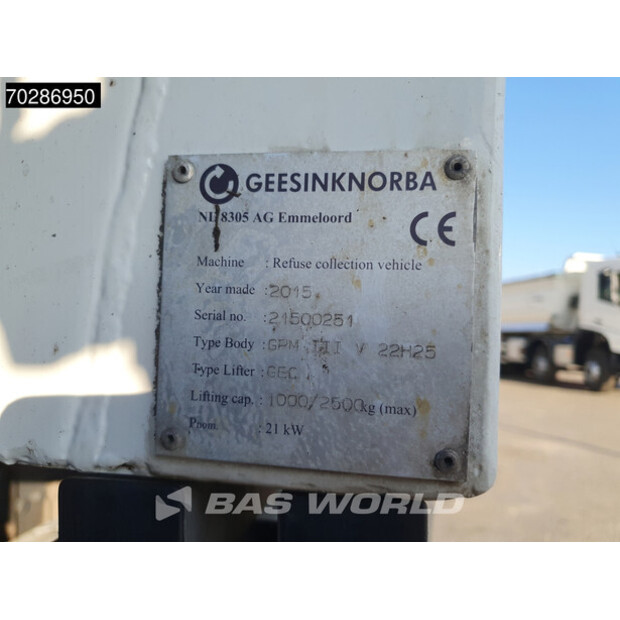 70286950
GEESINKNORBA
NL 8305 AG Emmeloord
CE
Machine : Refuse collection vehicle
Year made : 2015
Serial no. : 21500251
Type Body : GPM III V 22H25
Type Lifter : GEC
Lifting cap. : 1000/2500kg (max)
Pnom. : 21 kW
BAS WORLD